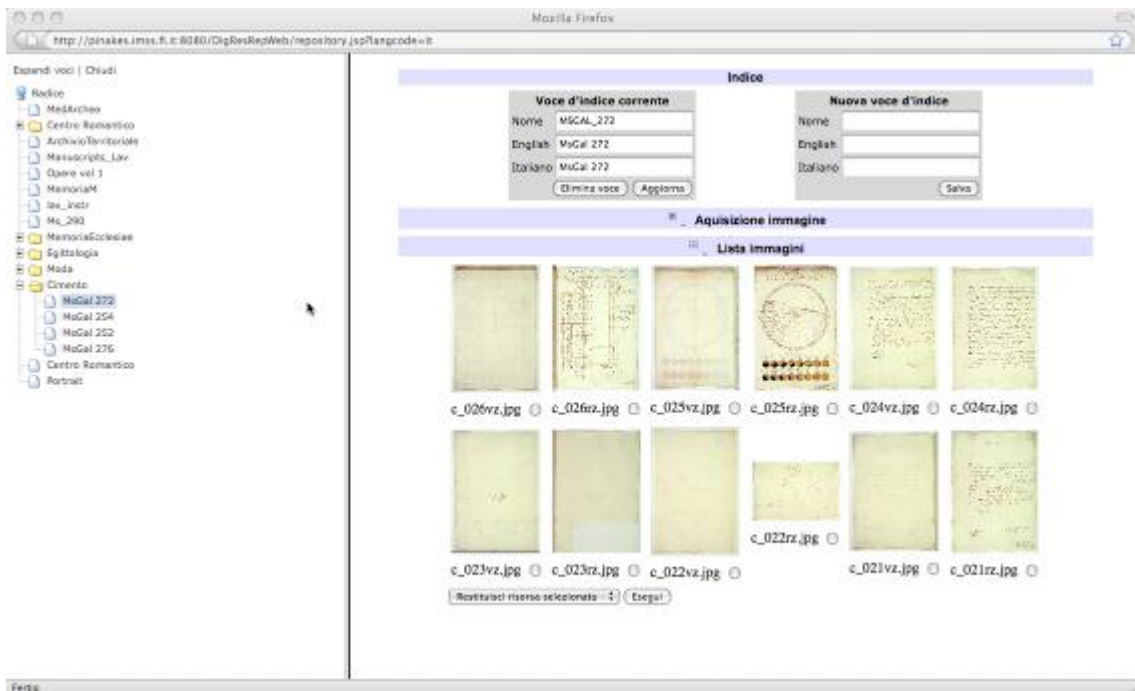 Mozilla Firefox
http://pinakes.imss.fi.it:8080/DigResRepWeb/repository.jsp?langcode=it
Espandi voci | Chiudi
Radice
MedArcheo
Centro Romantico
ArchivioTerritoriale
Manuscripts_Lav
Opere vol 1
MemoriaM
lav_instr
Ms_290
MemoriaEcclesiae
Egittologia
Moda
Cimento
MsGal 272
MsGal 254
MsGal 252
MsGal 276
Centro Romantico
Portrait
Indice
Voce d'indice corrente
Nome MSGAL_272
English MsGal 272
Italiano MsGal 272
Elimina voce Aggiorna
Nuova voce d'indice
Nome
English
Italiano
Salva
Aquisizione immagine
Lista immagini
c_026vz.jpg c_026rz.jpg c_025vz.jpg c_025rz.jpg c_024vz.jpg c_024rz.jpg
c_023vz.jpg c_023rz.jpg c_022vz.jpg c_022rz.jpg c_021vz.jpg c_021rz.jpg
Restituisci risorsa selezionata Esegui